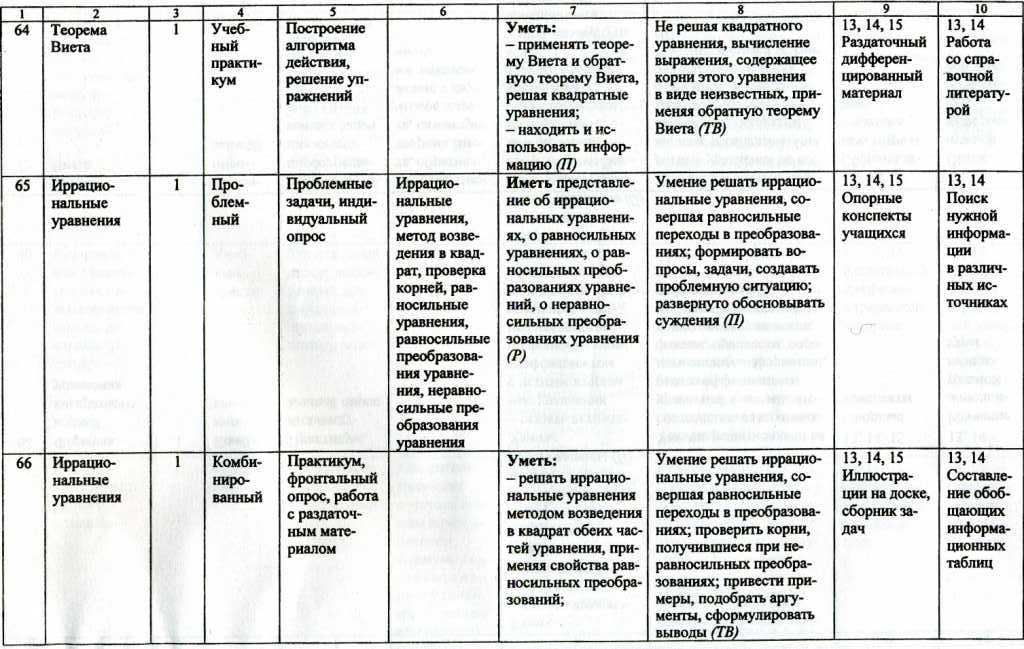 1 2 3 4 5 6 7 8 9 10
64
Теорема
Виета
1
Учеб-
ный
практи-
кум
Построение
алгоритма
действия,
решение уп-
ражнений
Уметь:
– применять теоре-
му Виета и обрат-
ную теорему Виета,
решая квадратные
уравнения;
– находить и ис-
пользовать инфор-
мацию (П)
Не решая квадратного
уравнения, вычисление
выражения, содержащее
корни этого уравнения
в виде неизвестных, при-
меняя обратную теорему
Виета (ТВ)
13, 14, 15
Раздаточный
дифферен-
цированный
материал
13, 14
Работа
со спра-
вочной
литерату-
рой
65
Иррацио-
нальные
уравнения
1
Про-
блем-
ный
Проблемные
задачи, инди-
видуальный
опрос
Иррацио-
нальные
уравнения,
метод возве-
дения в квад-
рат, проверка
корней, рав-
носильные
уравнения,
равносильные
преобразова-
ния уравне-
ния, неравно-
сильные пре-
образования
уравнения
Иметь представле-
ние об иррацио-
нальных уравнени-
ях, о равносильных
уравнениях, о рав-
носильных преоб-
разованиях уравне-
ний, о неравно-
сильных преобра-
зованиях уравнения
(Р)
Умение решать иррацио-
нальные уравнения, со-
вершая равносильные
переходы в преобразова-
ниях; формировать во-
просы, задачи, создавать
проблемную ситуацию;
развернуто обосновывать
суждения (П)
13, 14, 15
Опорные
конспекты
учащихся
13, 14
Поиск
нужной
информа-
ции
в различ-
ных ис-
точниках
66
Иррацио-
нальные
уравнения
1
Комби-
ниро-
ванный
Практикум,
фронтальный
опрос, работа
с раздаточ-
ным мате-
риалом
Уметь:
– решать иррацио-
нальные уравнения
методом возведения
в квадрат обеих час-
тей уравнения, при-
меняя свойства рав-
носильных преобра-
зований;
Умение решать иррацио-
нальные уравнения, со-
вершая равносильные
переходы в преобразова-
ниях; проверить корни,
получившиеся при не-
равносильных преобра-
зованиях; привести при-
меры, подобрать аргу-
менты, сформулировать
выводы (ТВ)
13, 14, 15
Иллюстра-
ции на доске,
сборник за-
дач
13, 14
Составле-
ние обоб-
щающих
информа-
ционных
таблиц